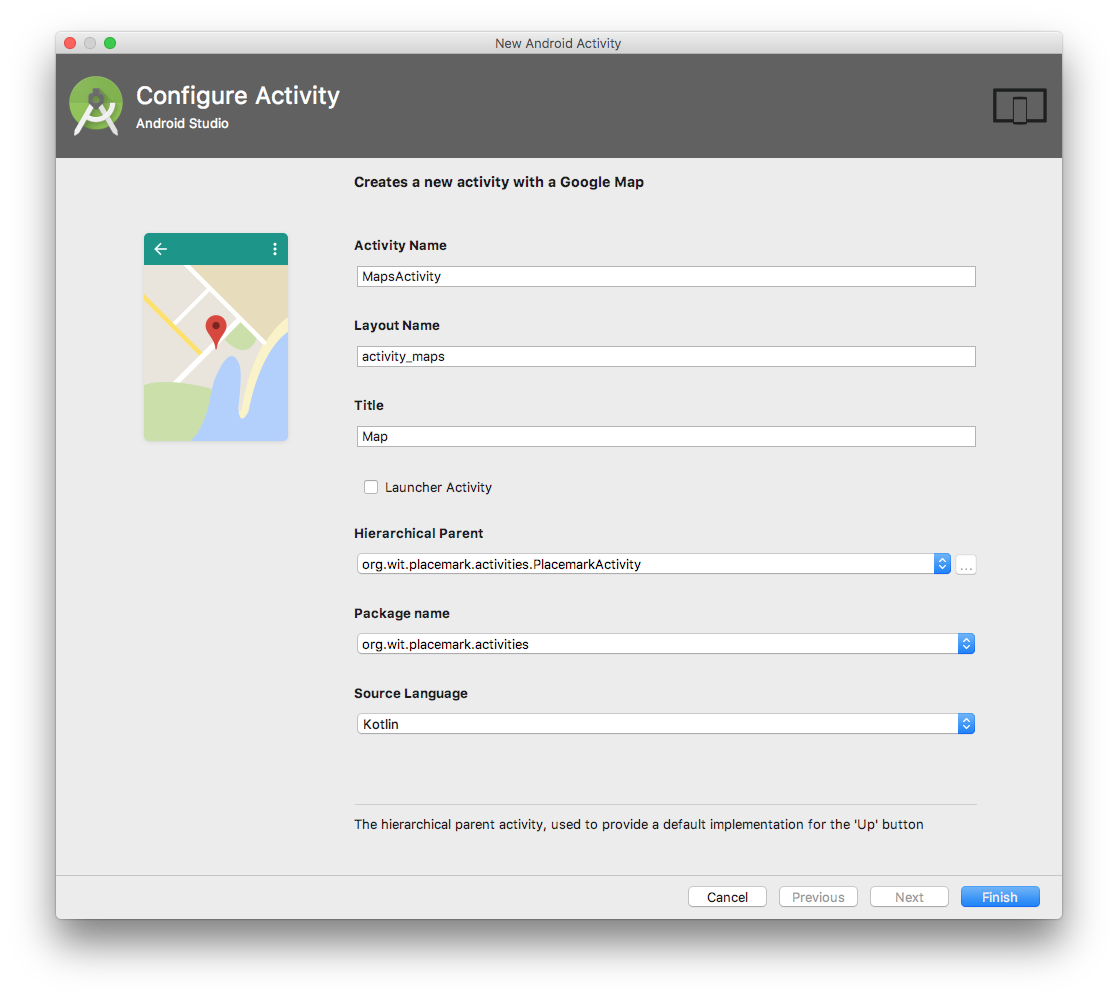 New Android Activity
Configure Activity
Android Studio
Creates a new activity with a Google Map
Activity Name
MapsActivity
Layout Name
activity_maps
Title
Map
Launcher Activity
Hierarchical Parent
org.wit.placemark.activities.PlacemarkActivity
...
Package name
org.wit.placemark.activities
Source Language
Kotlin
The hierarchical parent activity, used to provide a default implementation for the 'Up' button
Cancel Previous Next Finish